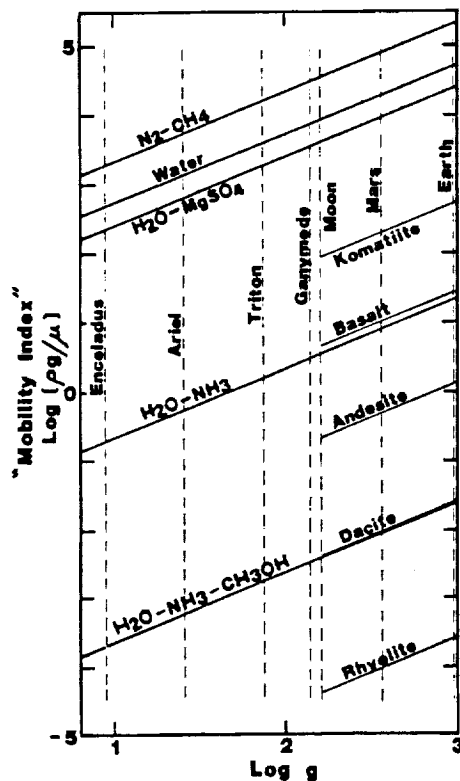 "Mobility Index"
Log (ρg/μ)
5
0
-5
N2-CH4
Water
H2O-MgSO4
H2O-NH3
H2O-NH3-CH3OH
Enceladus
Ariel
Triton
Ganymede
Moon
Mars
Earth
Komatiite
Basalt
Andesite
Dacite
Rhyolite
1
2
3
Log g